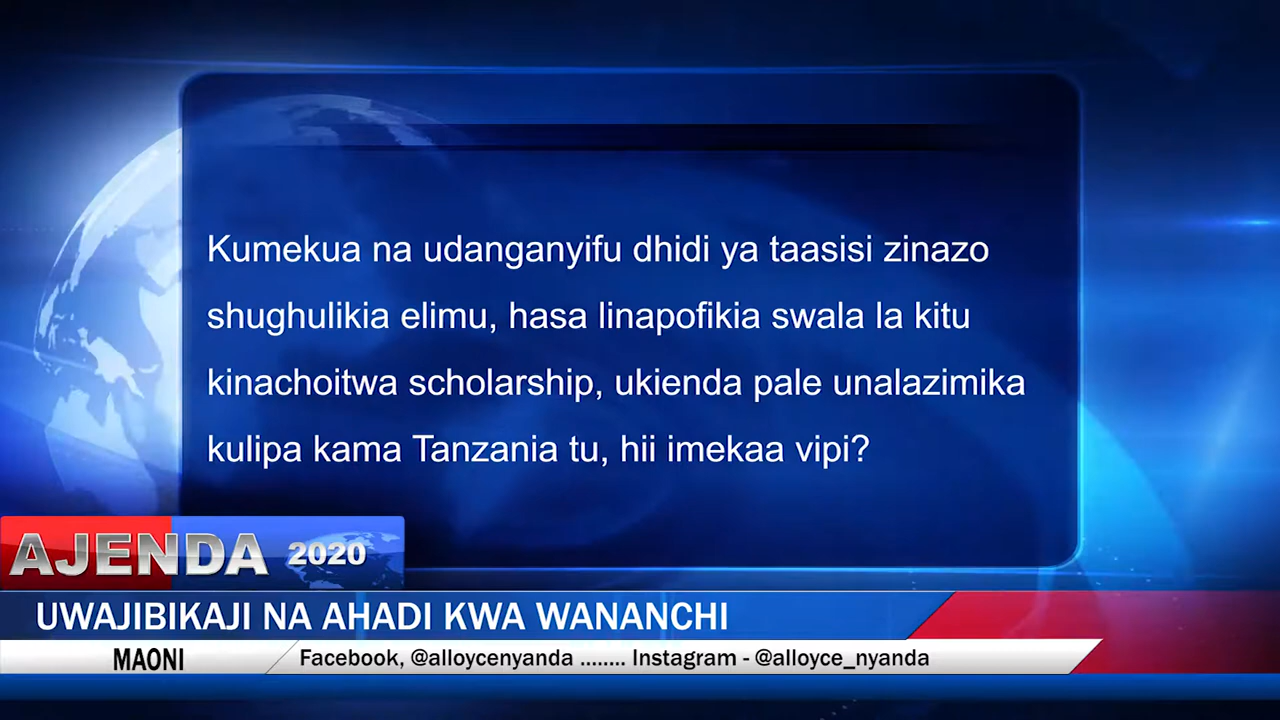 Kumekua na udanganyifu dhidi ya taasisi zinazo
shughulikia elimu, hasa linapofikia swala la kitu
kinachoitwa scholarship, ukienda pale unalazimika
kulipa kama Tanzania tu, hii imekaa vipi?
AJENDA 2020
UWAJIBIKAJI NA AHADI KWA WANANCHI
MAONI Facebook, @alloycenyanda ........ Instagram - @alloyce_nyanda